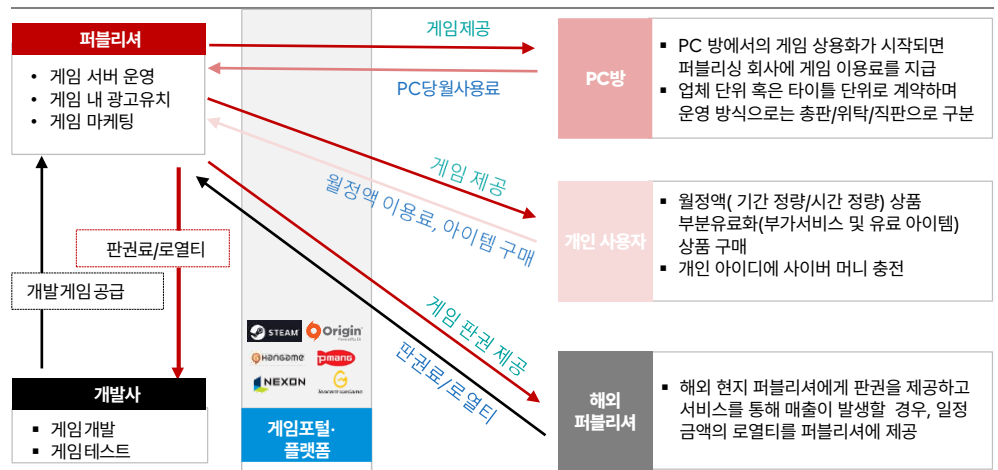 퍼블리셔
• 게임 서버 운영
• 게임 내 광고유치
• 게임 마케팅
게임제공
PC당월사용료
PC방
▪ PC 방에서의 게임 상용화가 시작되면
퍼블리싱 회사에 게임 이용료를 지급
▪ 업체 단위 혹은 타이틀 단위로 계약하며
운영 방식으로는 총판/위탁/직판으로 구분
게임 제공
월정액 이용료, 아이템 구매
개인 사용자
▪ 월정액( 기간 정량/시간 정량) 상품
부분유료화(부가서비스 및 유료 아이템)
상품 구매
▪ 개인 아이디에 사이버 머니 충전
판권료/로열티
개발게임공급
게임 판권 제공
판권료/로열티
STEAM
Origin
Hangame
pmang
NEXON
게임포털·
플랫폼
개발사
▪ 게임개발
▪ 게임테스트
해외
퍼블리셔
▪ 해외 현지 퍼블리셔에게 판권을 제공하고
서비스를 통해 매출이 발생할 경우, 일정
금액의 로열티를 퍼블리셔에 제공